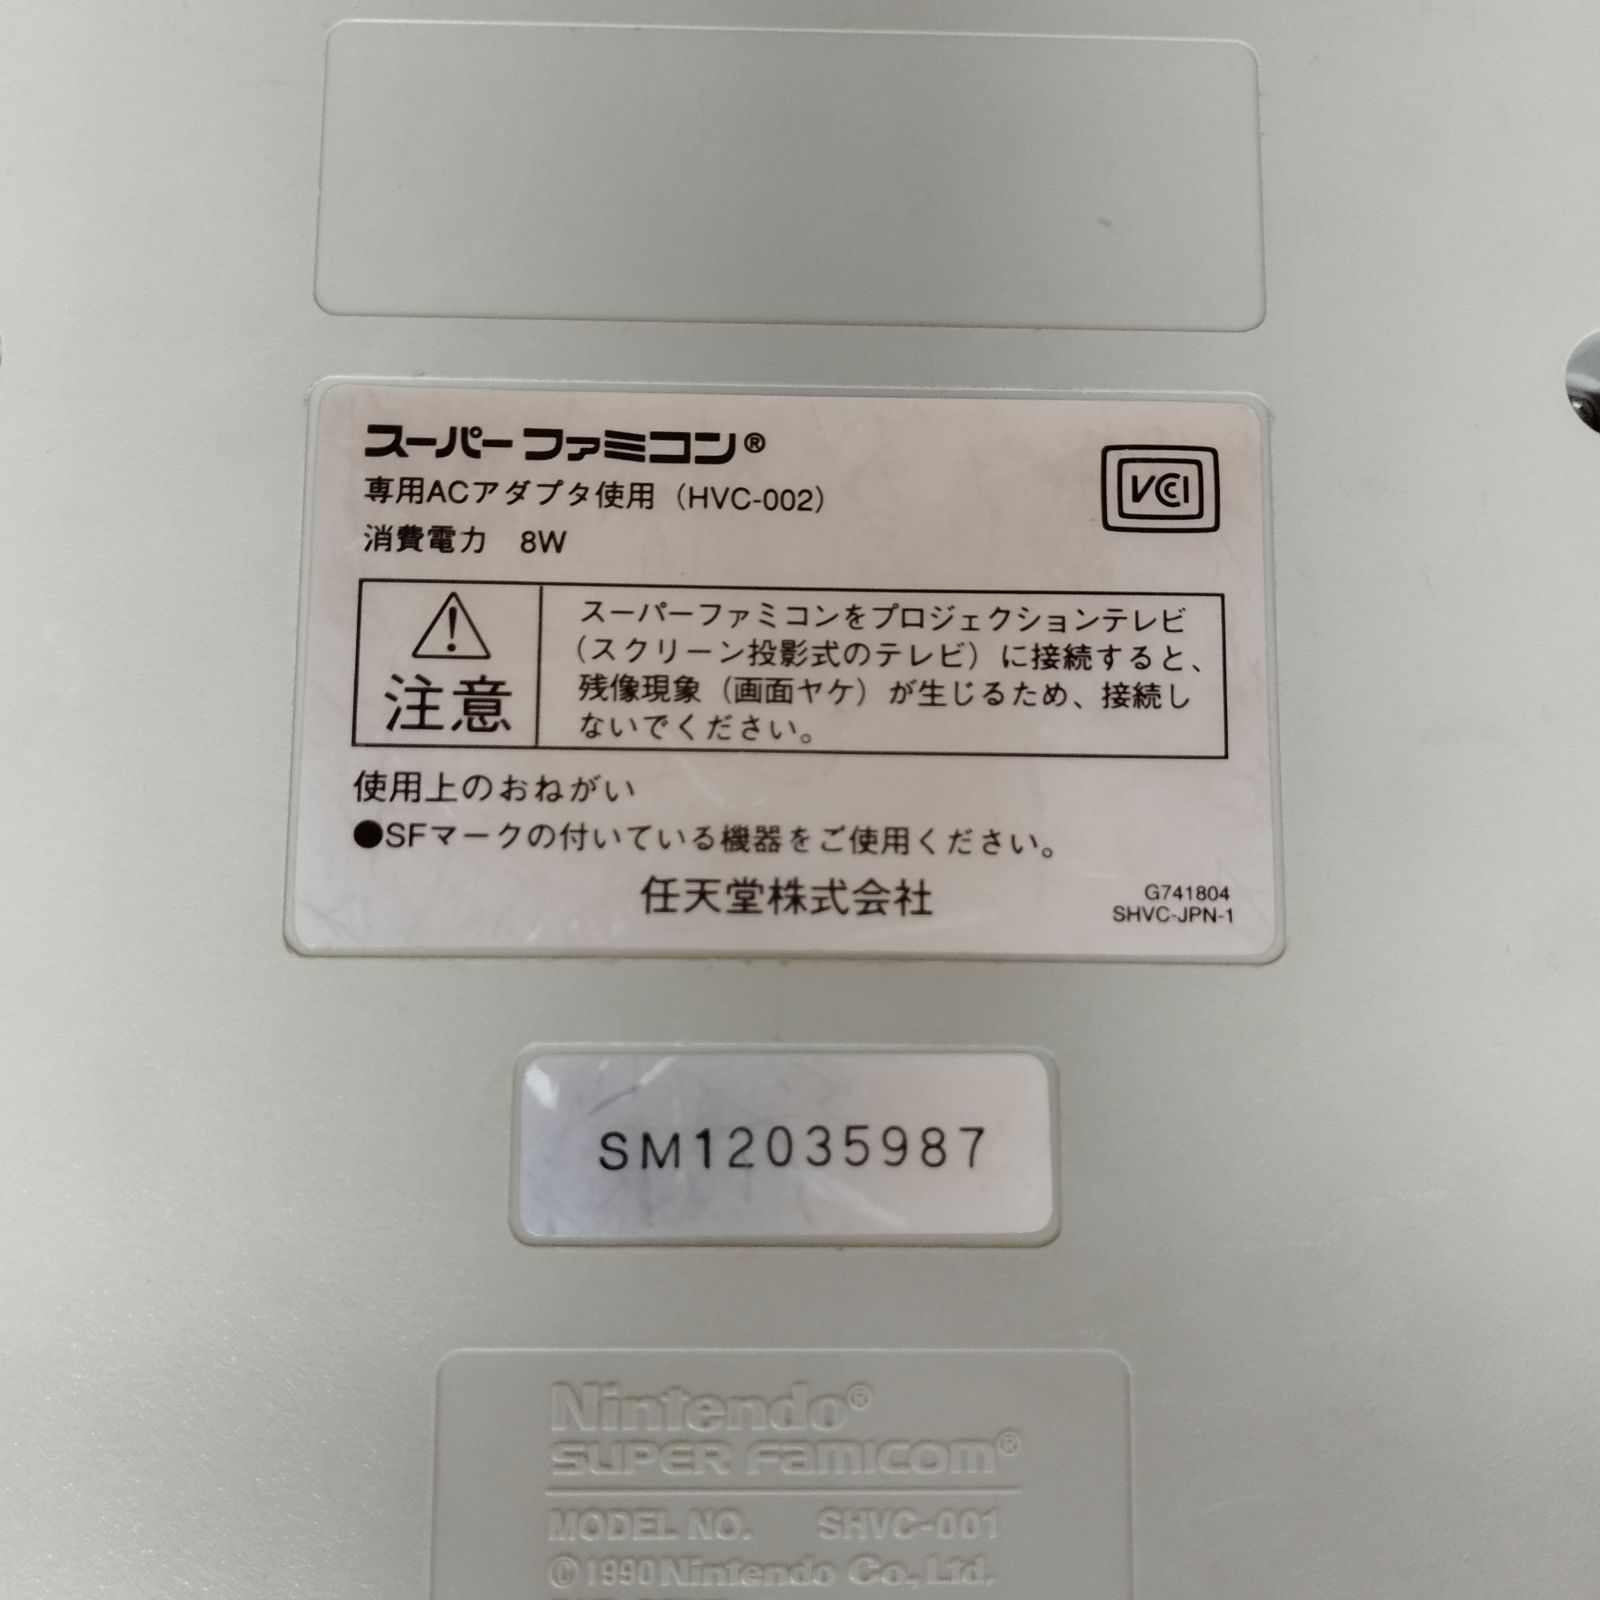 スーパーファミコン®
専用ACアダプタ使用（HVC-002）
消費電力　8W
VCCI
注意
スーパーファミコンをプロジェクションテレビ
（スクリーン投影式のテレビ）に接続すると、
残像現象（画面ヤケ）が生じるため、接続し
ないでください。
使用上のおねがい
●SFマークの付いている機器をご使用ください。
任天堂株式会社
G741804
SHVC-JPN-1
SM12035987
Nintendo®
SUPER FAMICOM®
MODEL NO. SHVC-001
©1990 Nintendo Co., Ltd.